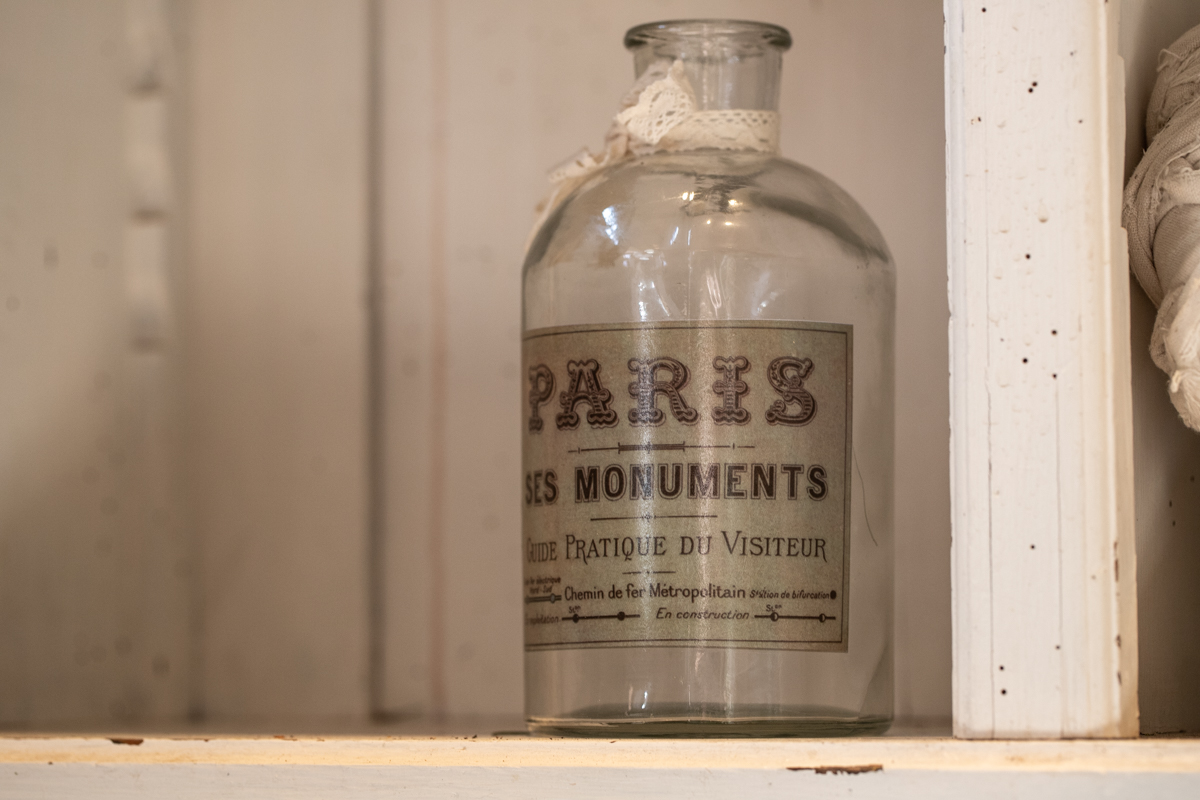 PARIS
SES MONUMENTS
GUIDE PRATIQUE DU VISITEUR
Chemin de fer Métropolitain Station de bifurcation
En construction